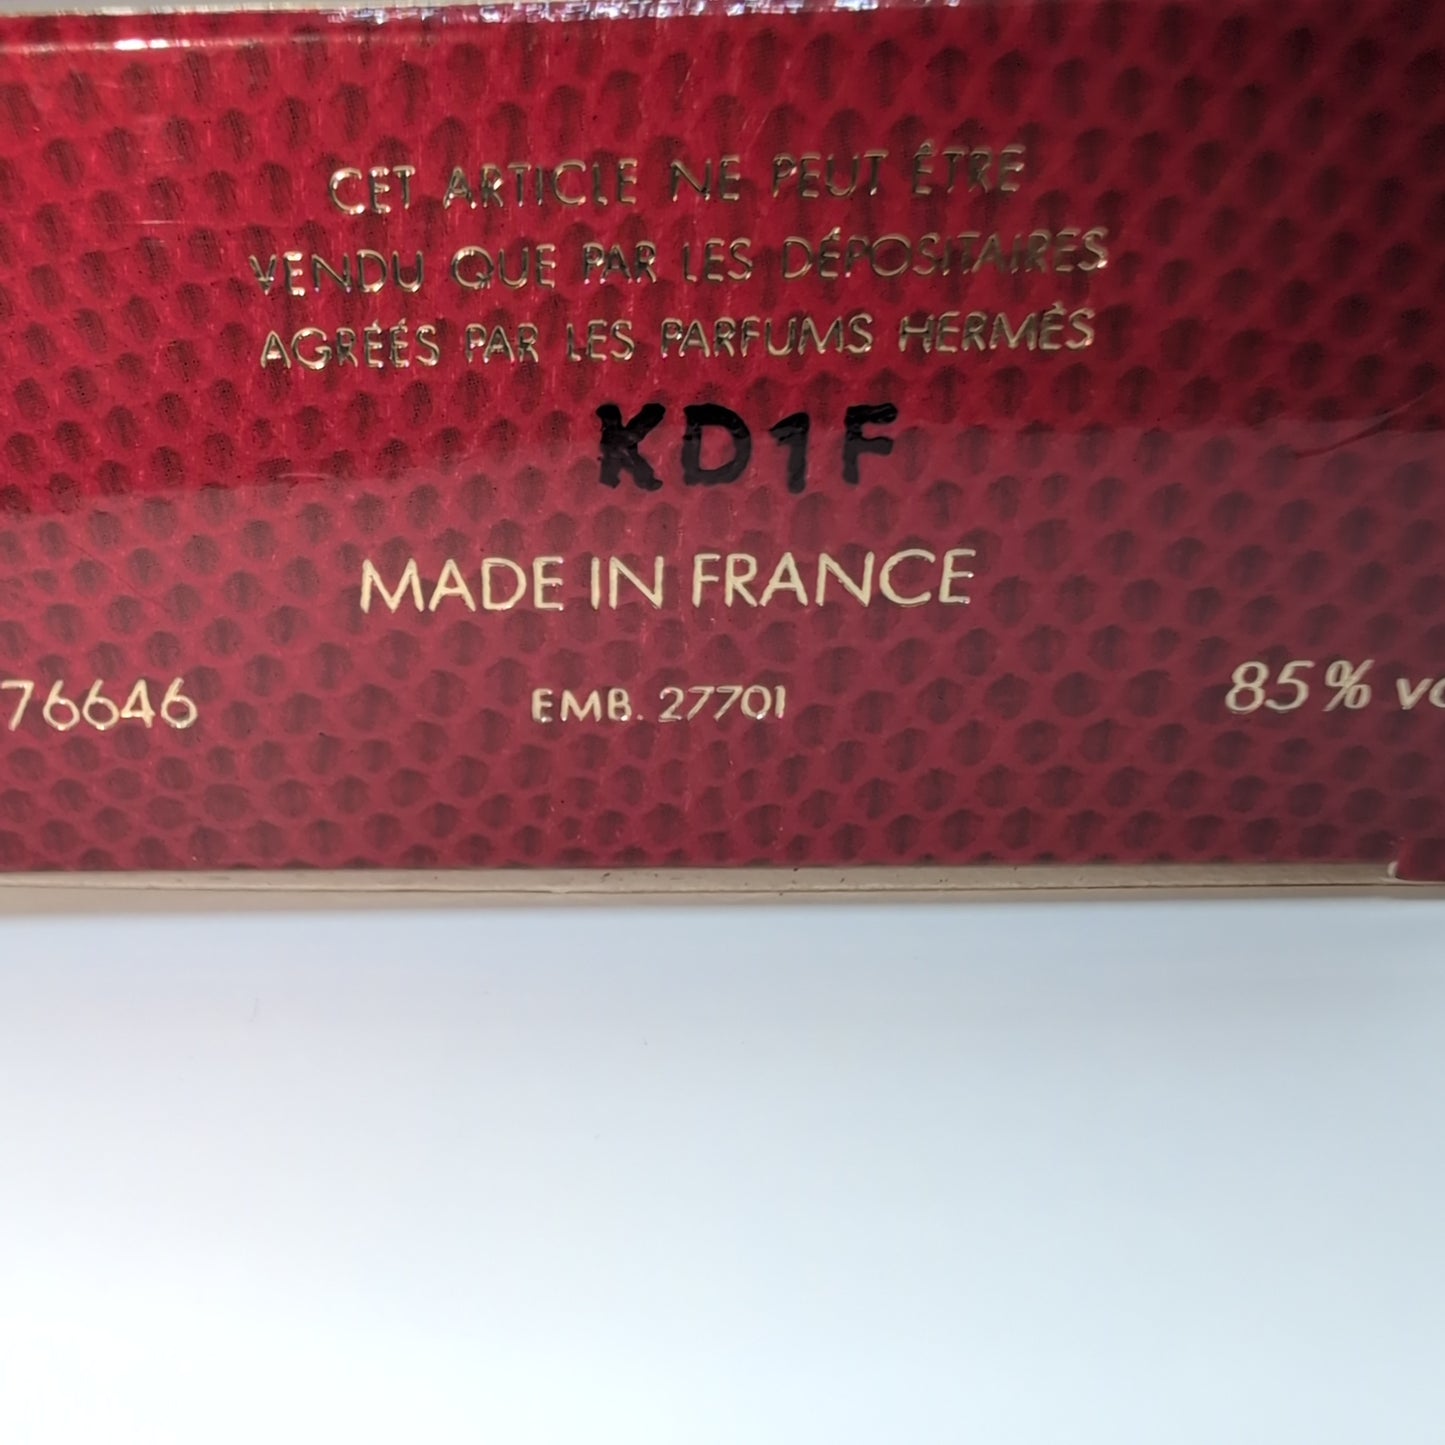 CET ARTICLE NE PEUT ÊTRE
VENDU QUE PAR LES DÉPOSITAIRES
AGRÉÉS PAR LES PARFUMS HERMÈS
KD1F
MADE IN FRANCE
76646 EMB. 27701 85% vo